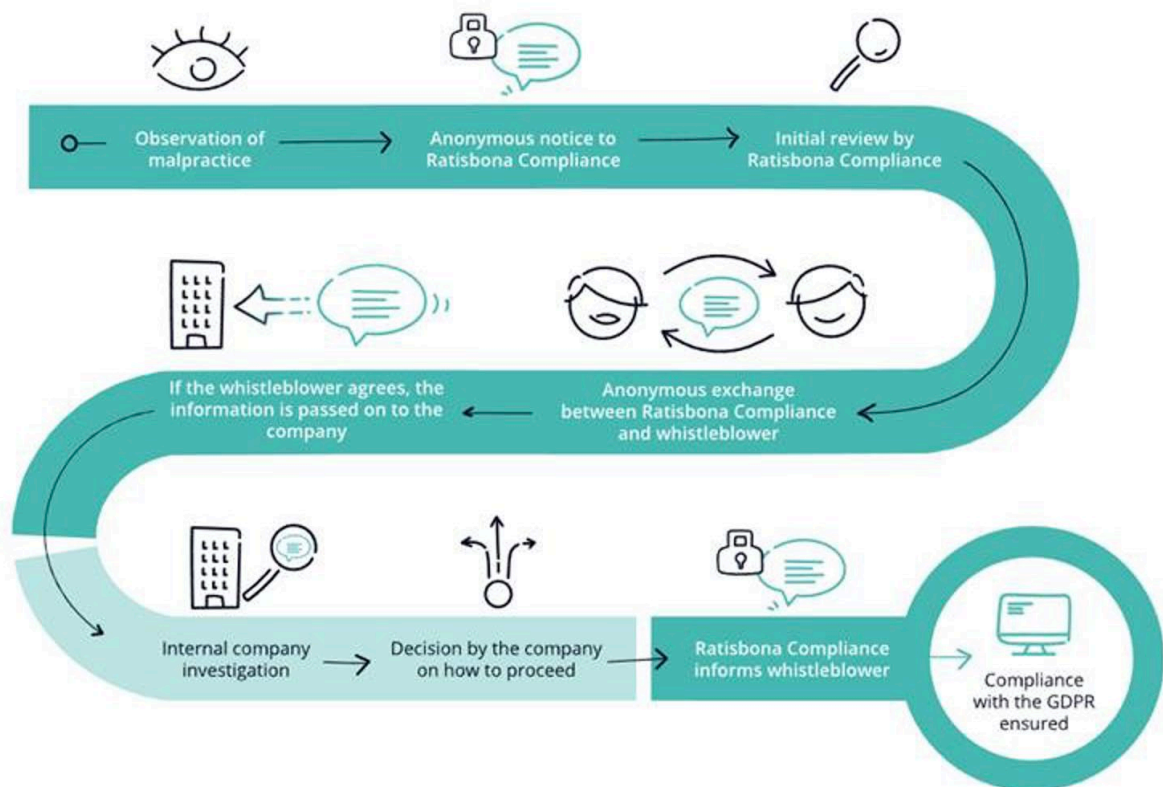 Observation of
malpractice
Anonymous notice to
Ratisbona Compliance
Initial review by
Ratisbona Compliance
If the whistleblower agrees, the
information is passed on to the
company
Anonymous exchange
between Ratisbona Compliance
and whistleblower
Internal company
investigation
Decision by the company
on how to proceed
Ratisbona Compliance
informs whistleblower
Compliance
with the GDPR
ensured